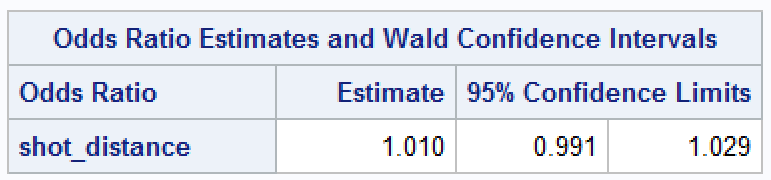 Odds Ratio Estimates and Wald Confidence Intervals
Odds Ratio Estimate 95% Confidence Limits
shot_distance 1.010 0.991 1.029